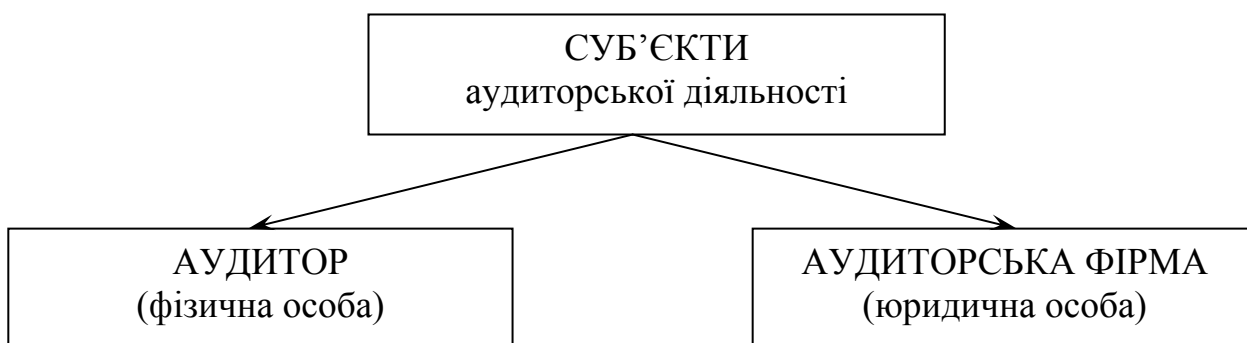 СУБ’ЄКТИ
аудиторської діяльності
АУДИТОР
(фізична особа)
АУДИТОРСЬКА ФІРМА
(юридична особа)